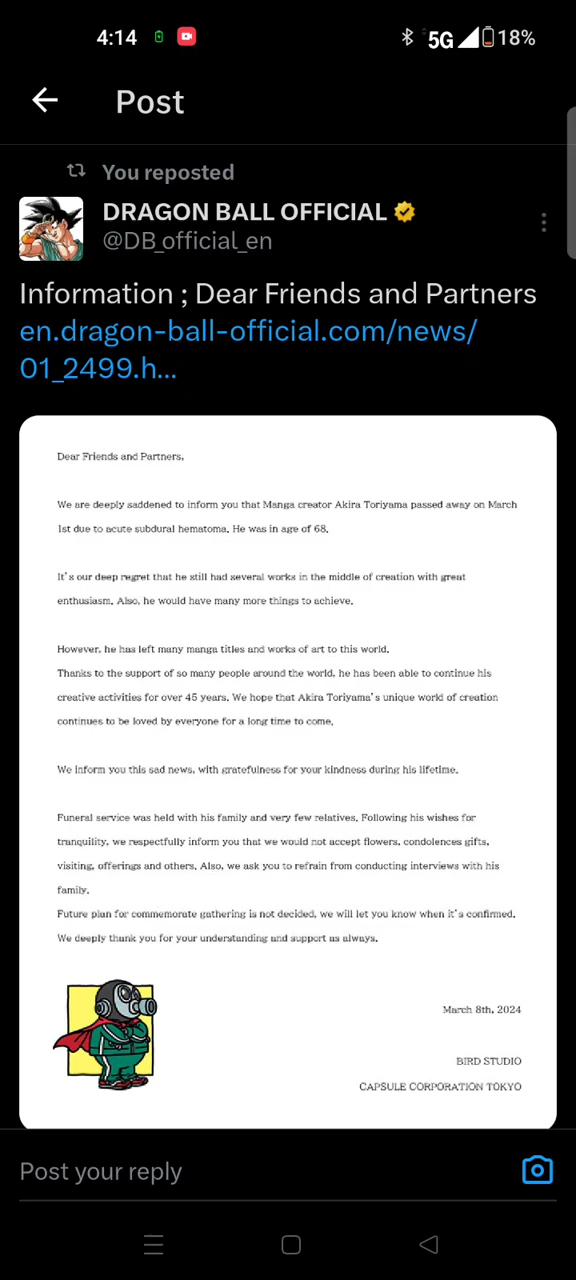 4:14
5G 18%
Post
You reposted
DRAGON BALL OFFICIAL
@DB_official_en
Information ; Dear Friends and Partners
en.dragon-ball-official.com/news/
01_2499.h...
Dear Friends and Partners,
We are deeply saddened to inform you that Manga creator Akira Toriyama passed away on March
1st due to acute subdural hematoma. He was in age of 68.
It's our deep regret that he still had several works in the middle of creation with great
enthusiasm. Also, he would have many more things to achieve.
However, he has left many manga titles and works of art to this world.
Thanks to the support of so many people around the world, he has been able to continue his
creative activities for over 45 years. We hope that Akira Toriyama's unique world of creation
continues to be loved by everyone for a long time to come.
We inform you this sad news, with gratefulness for your kindness during his lifetime.
Funeral service was held with his family and very few relatives. Following his wishes for
tranquility, we respectfully inform you that we would not accept flowers, condolences gifts,
visiting, offerings and others. Also, we ask you to refrain from conducting interviews with his
family.
Future plan for commemorate gathering is not decided, we will let you know when it's confirmed.
We deeply thank you for your understanding and support as always.
March 8th, 2024
BIRD STUDIO
CAPSULE CORPORATION TOKYO
Post your reply